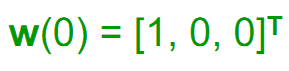 w(0) = [1, 0, 0]ᵀ